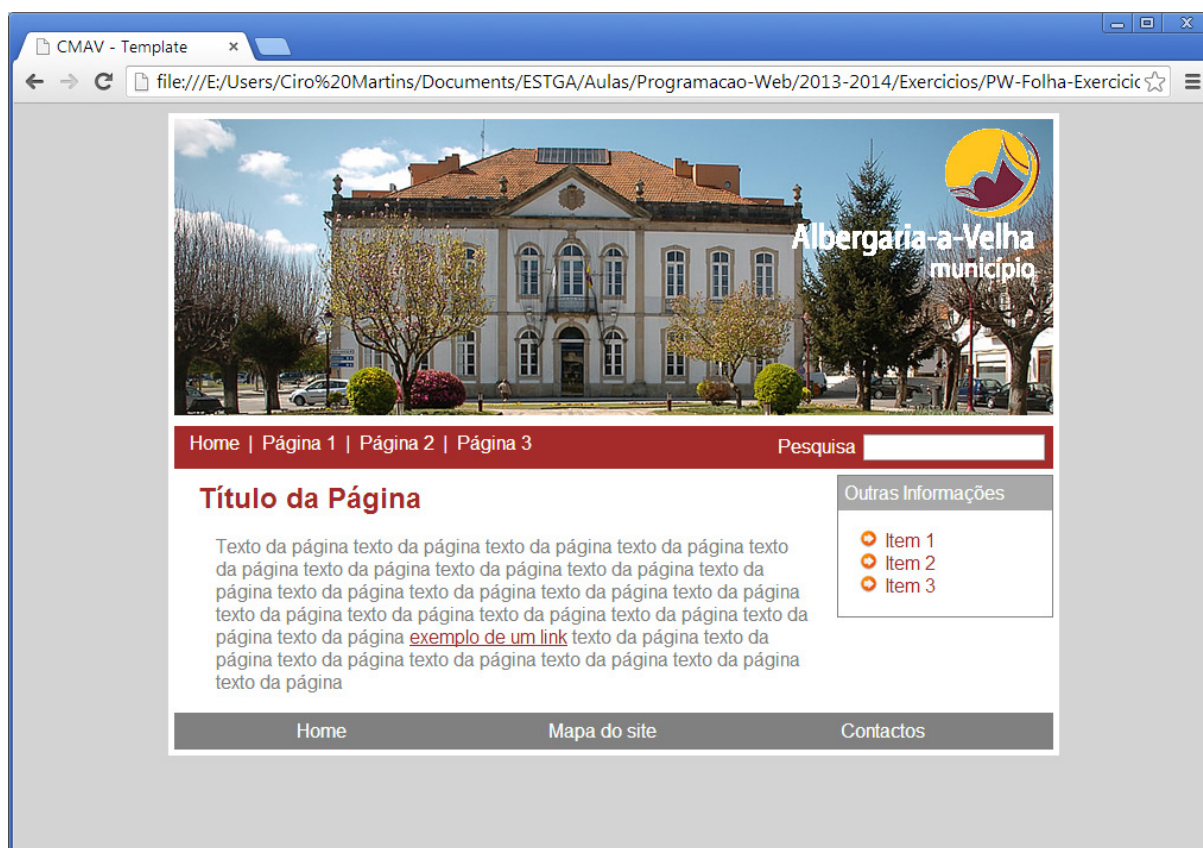 CMAV - Template
file:///E:/Users/Ciro%20Martins/Documents/ESTGA/Aulas/Programacao-Web/2013-2014/Exercicios/PW-Folha-Exercicic
Albergaria-a-Velha
município
Home | Página 1 | Página 2 | Página 3
Pesquisa
Título da Página
Texto da página texto da página texto da página texto da página texto
da página texto da página texto da página texto da página texto da
página texto da página texto da página texto da página texto da página
texto da página texto da página texto da página texto da página texto da
página texto da página exemplo de um link texto da página texto da
página texto da página texto da página texto da página texto da página
texto da página
Outras Informações
Item 1
Item 2
Item 3
Home Mapa do site Contactos